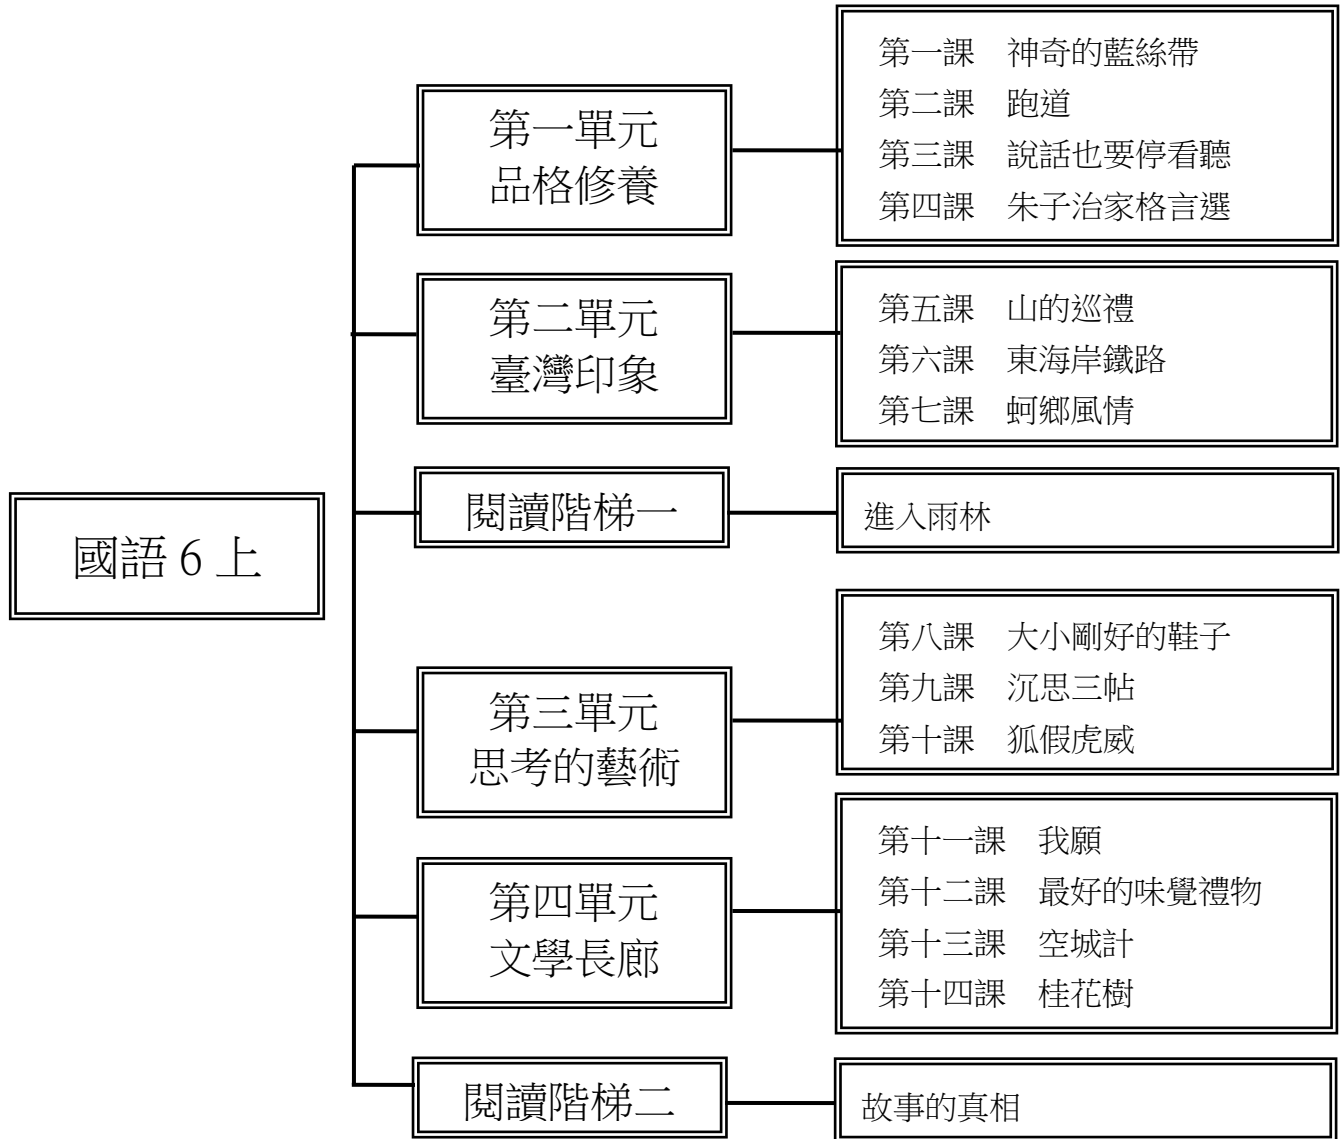 國語 6 上
第一單元
品格修養
第一課　神奇的藍絲帶
第二課　跑道
第三課　說話也要停看聽
第四課　朱子治家格言選
第二單元
臺灣印象
第五課　山的巡禮
第六課　東海岸鐵路
第七課　蚵鄉風情
閱讀階梯一
進入雨林
第三單元
思考的藝術
第八課　大小剛好的鞋子
第九課　沉思三帖
第十課　狐假虎威
第四單元
文學長廊
第十一課　我願
第十二課　最好的味覺禮物
第十三課　空城計
第十四課　桂花樹
閱讀階梯二
故事的真相